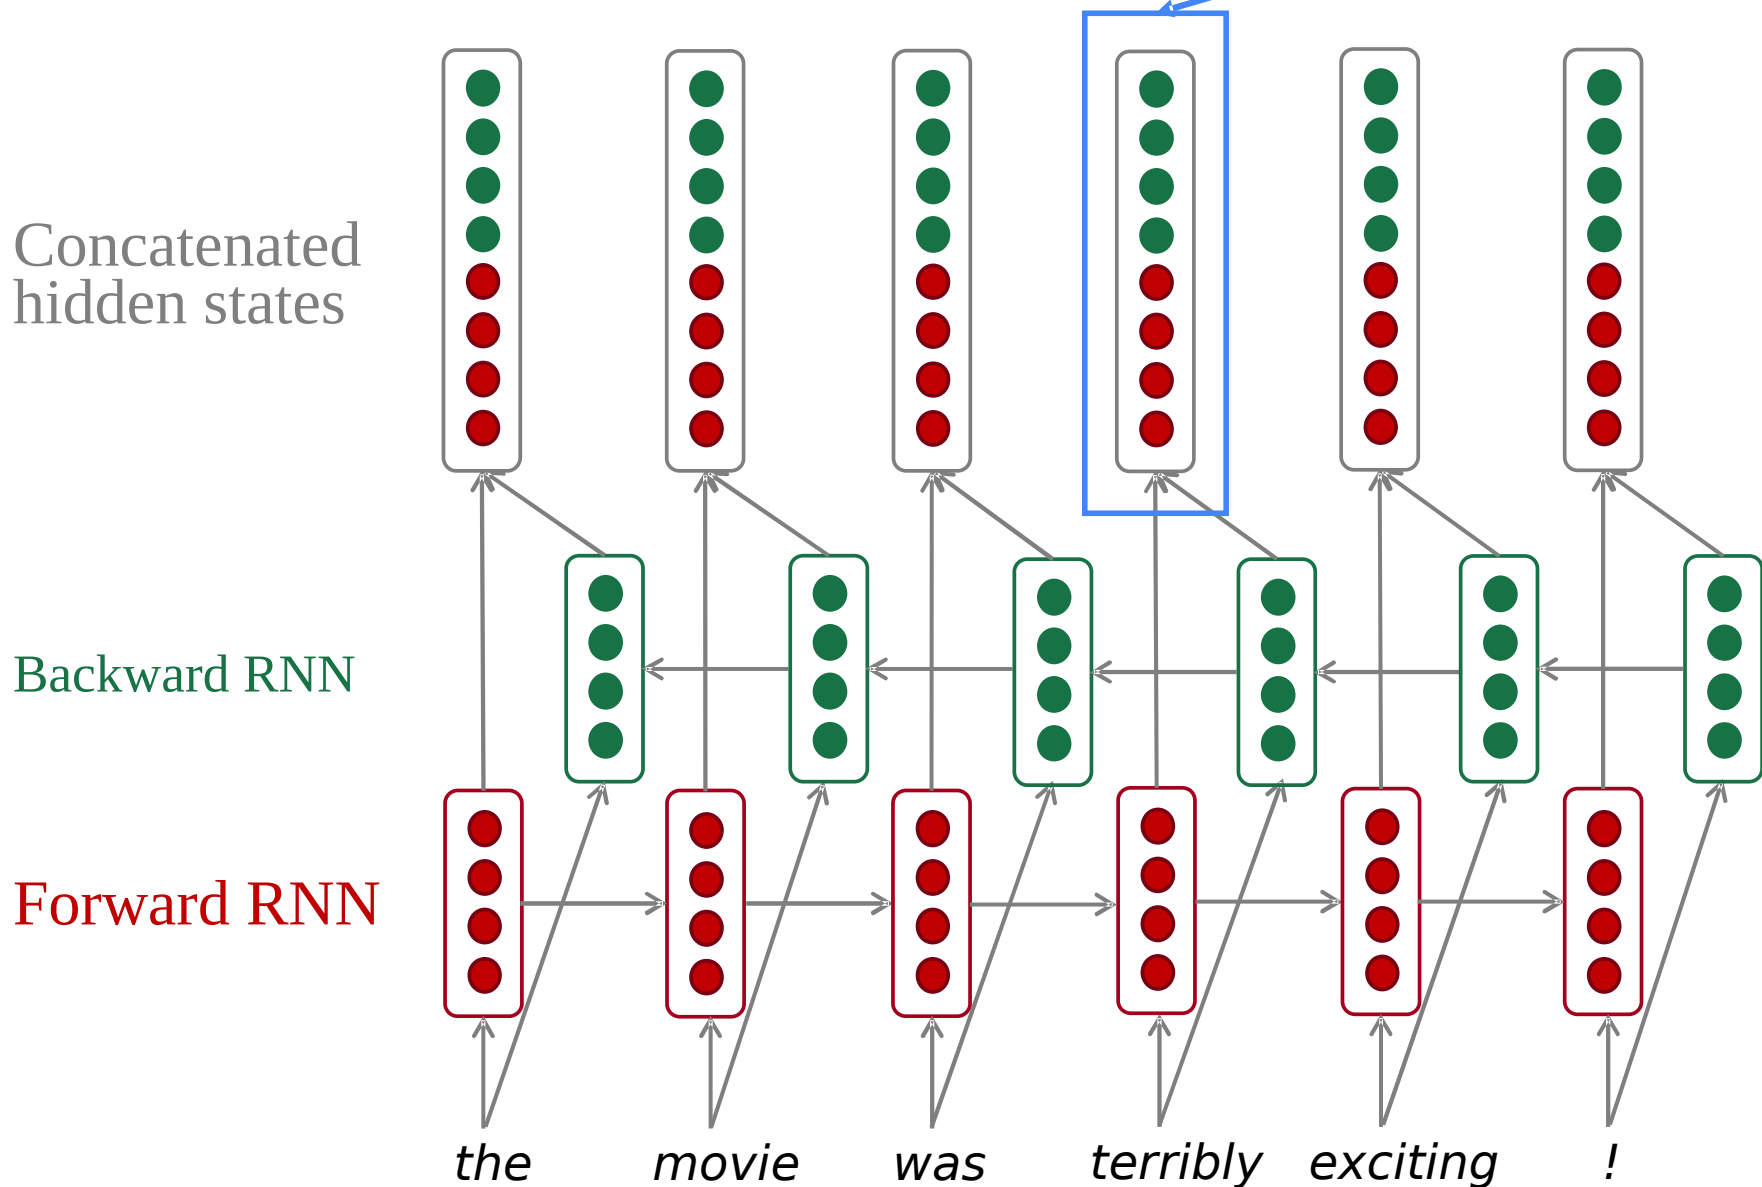 Concatenated
hidden states
Backward RNN
Forward RNN
the movie was terribly exciting !